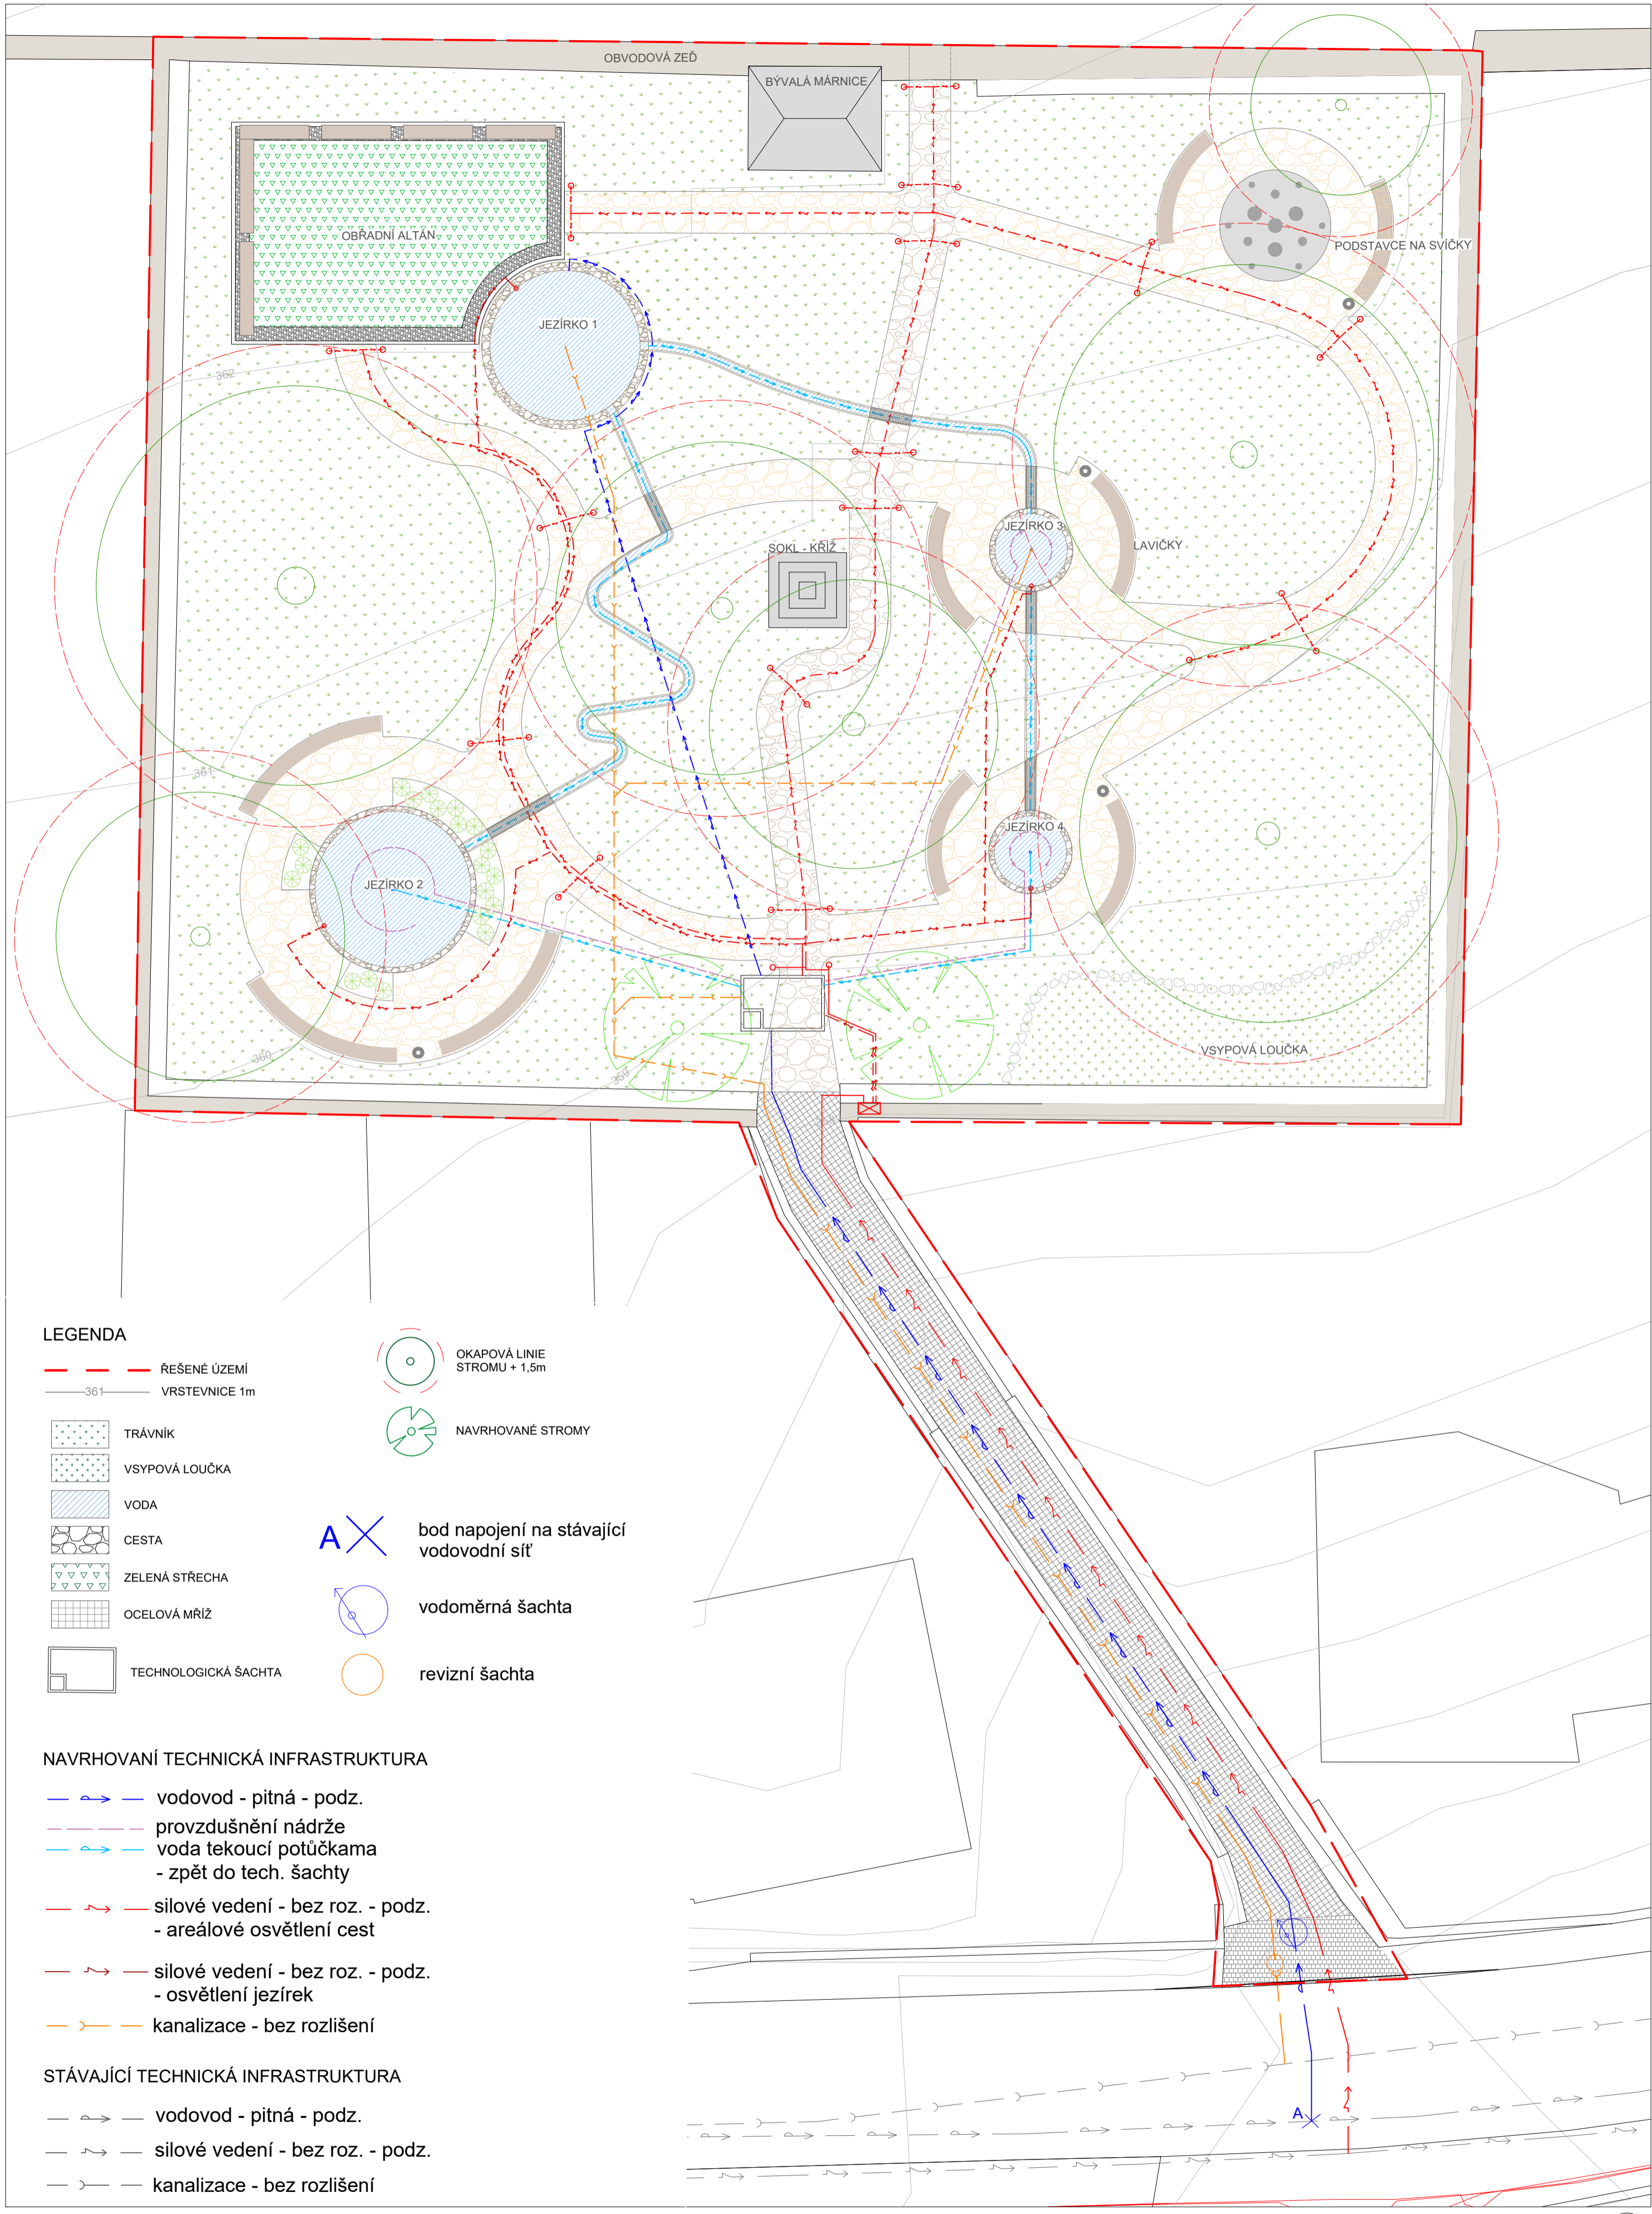 OBVODOVÁ ZEĎ
BÝVALÁ MÁRNICE
OBŘADNÍ ALTÁN
PODSTAVCE NA SVÍČKY
JEZÍRKO 1
362
JEZÍRKO 3
LAVIČKY
SOKL - KŘÍŽ
361
JEZÍRKO 4
JEZÍRKO 2
VSYPOVÁ LOUČKA
360
359
LEGENDA
ŘEŠENÉ ÚZEMÍ
361
VRSTEVNICE 1m
TRÁVNÍK
VSYPOVÁ LOUČKA
VODA
CESTA
ZELENÁ STŘECHA
OCELOVÁ MŘÍŽ
TECHNOLOGICKÁ ŠACHTA
OKAPOVÁ LINIE
STROMU + 1,5m
NAVRHOVANÉ STROMY
A
bod napojení na stávající
vodovodní síť
vodoměrná šachta
revizní šachta
NAVRHOVANÍ TECHNICKÁ INFRASTRUKTURA
vodovod - pitná - podz.
provzdušnění nádrže
voda tekoucí potůčkama
- zpět do tech. šachty
silové vedení - bez roz. - podz.
- areálové osvětlení cest
silové vedení - bez roz. - podz.
- osvětlení jezírek
kanalizace - bez rozlišení
STÁVAJÍCÍ TECHNICKÁ INFRASTRUKTURA
vodovod - pitná - podz.
silové vedení - bez roz. - podz.
kanalizace - bez rozlišení
A